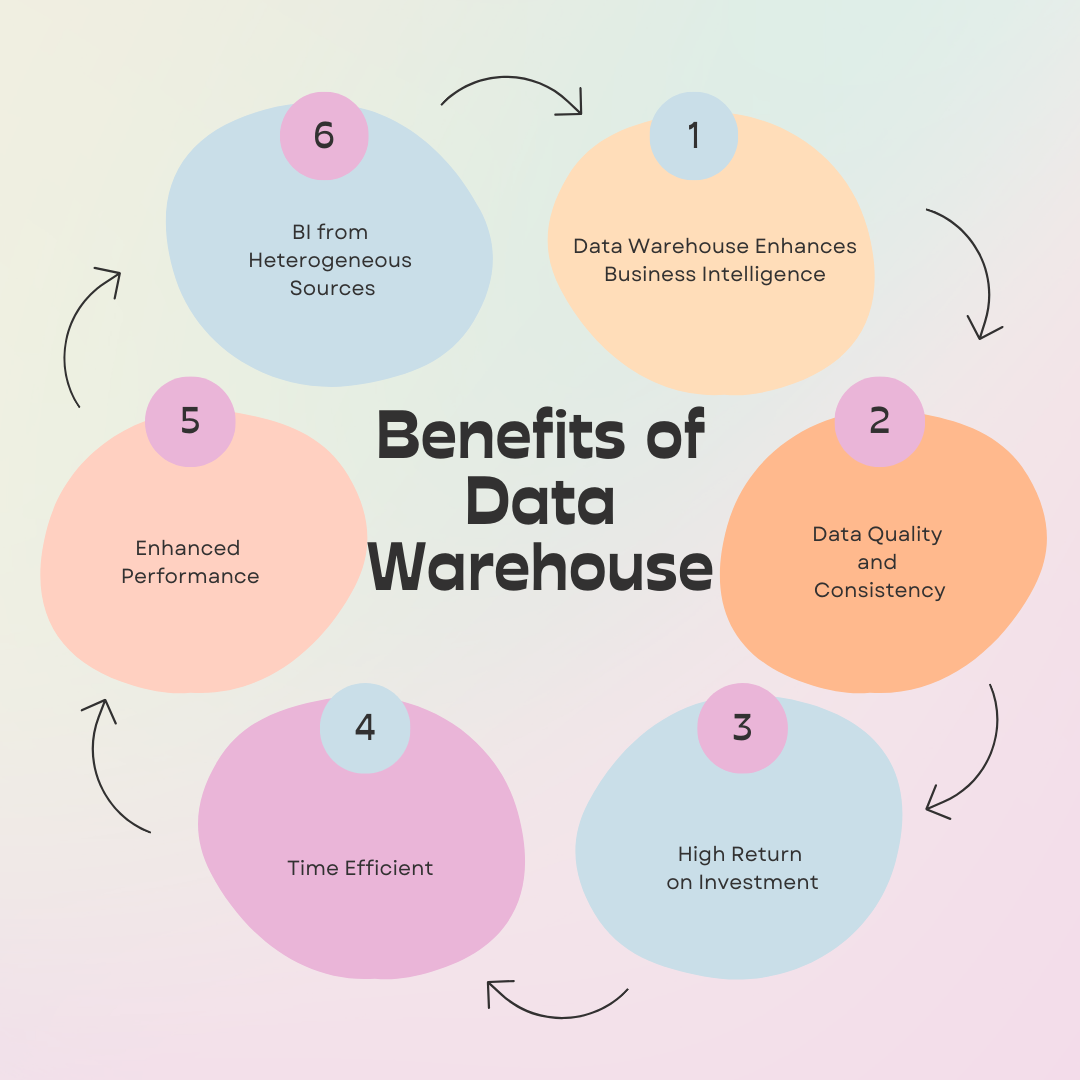 Benefits of
Data
Warehouse
1
Data Warehouse Enhances
Business Intelligence
2
Data Quality
and
Consistency
3
High Return
on Investment
4
Time Efficient
5
Enhanced
Performance
6
BI from
Heterogeneous
Sources